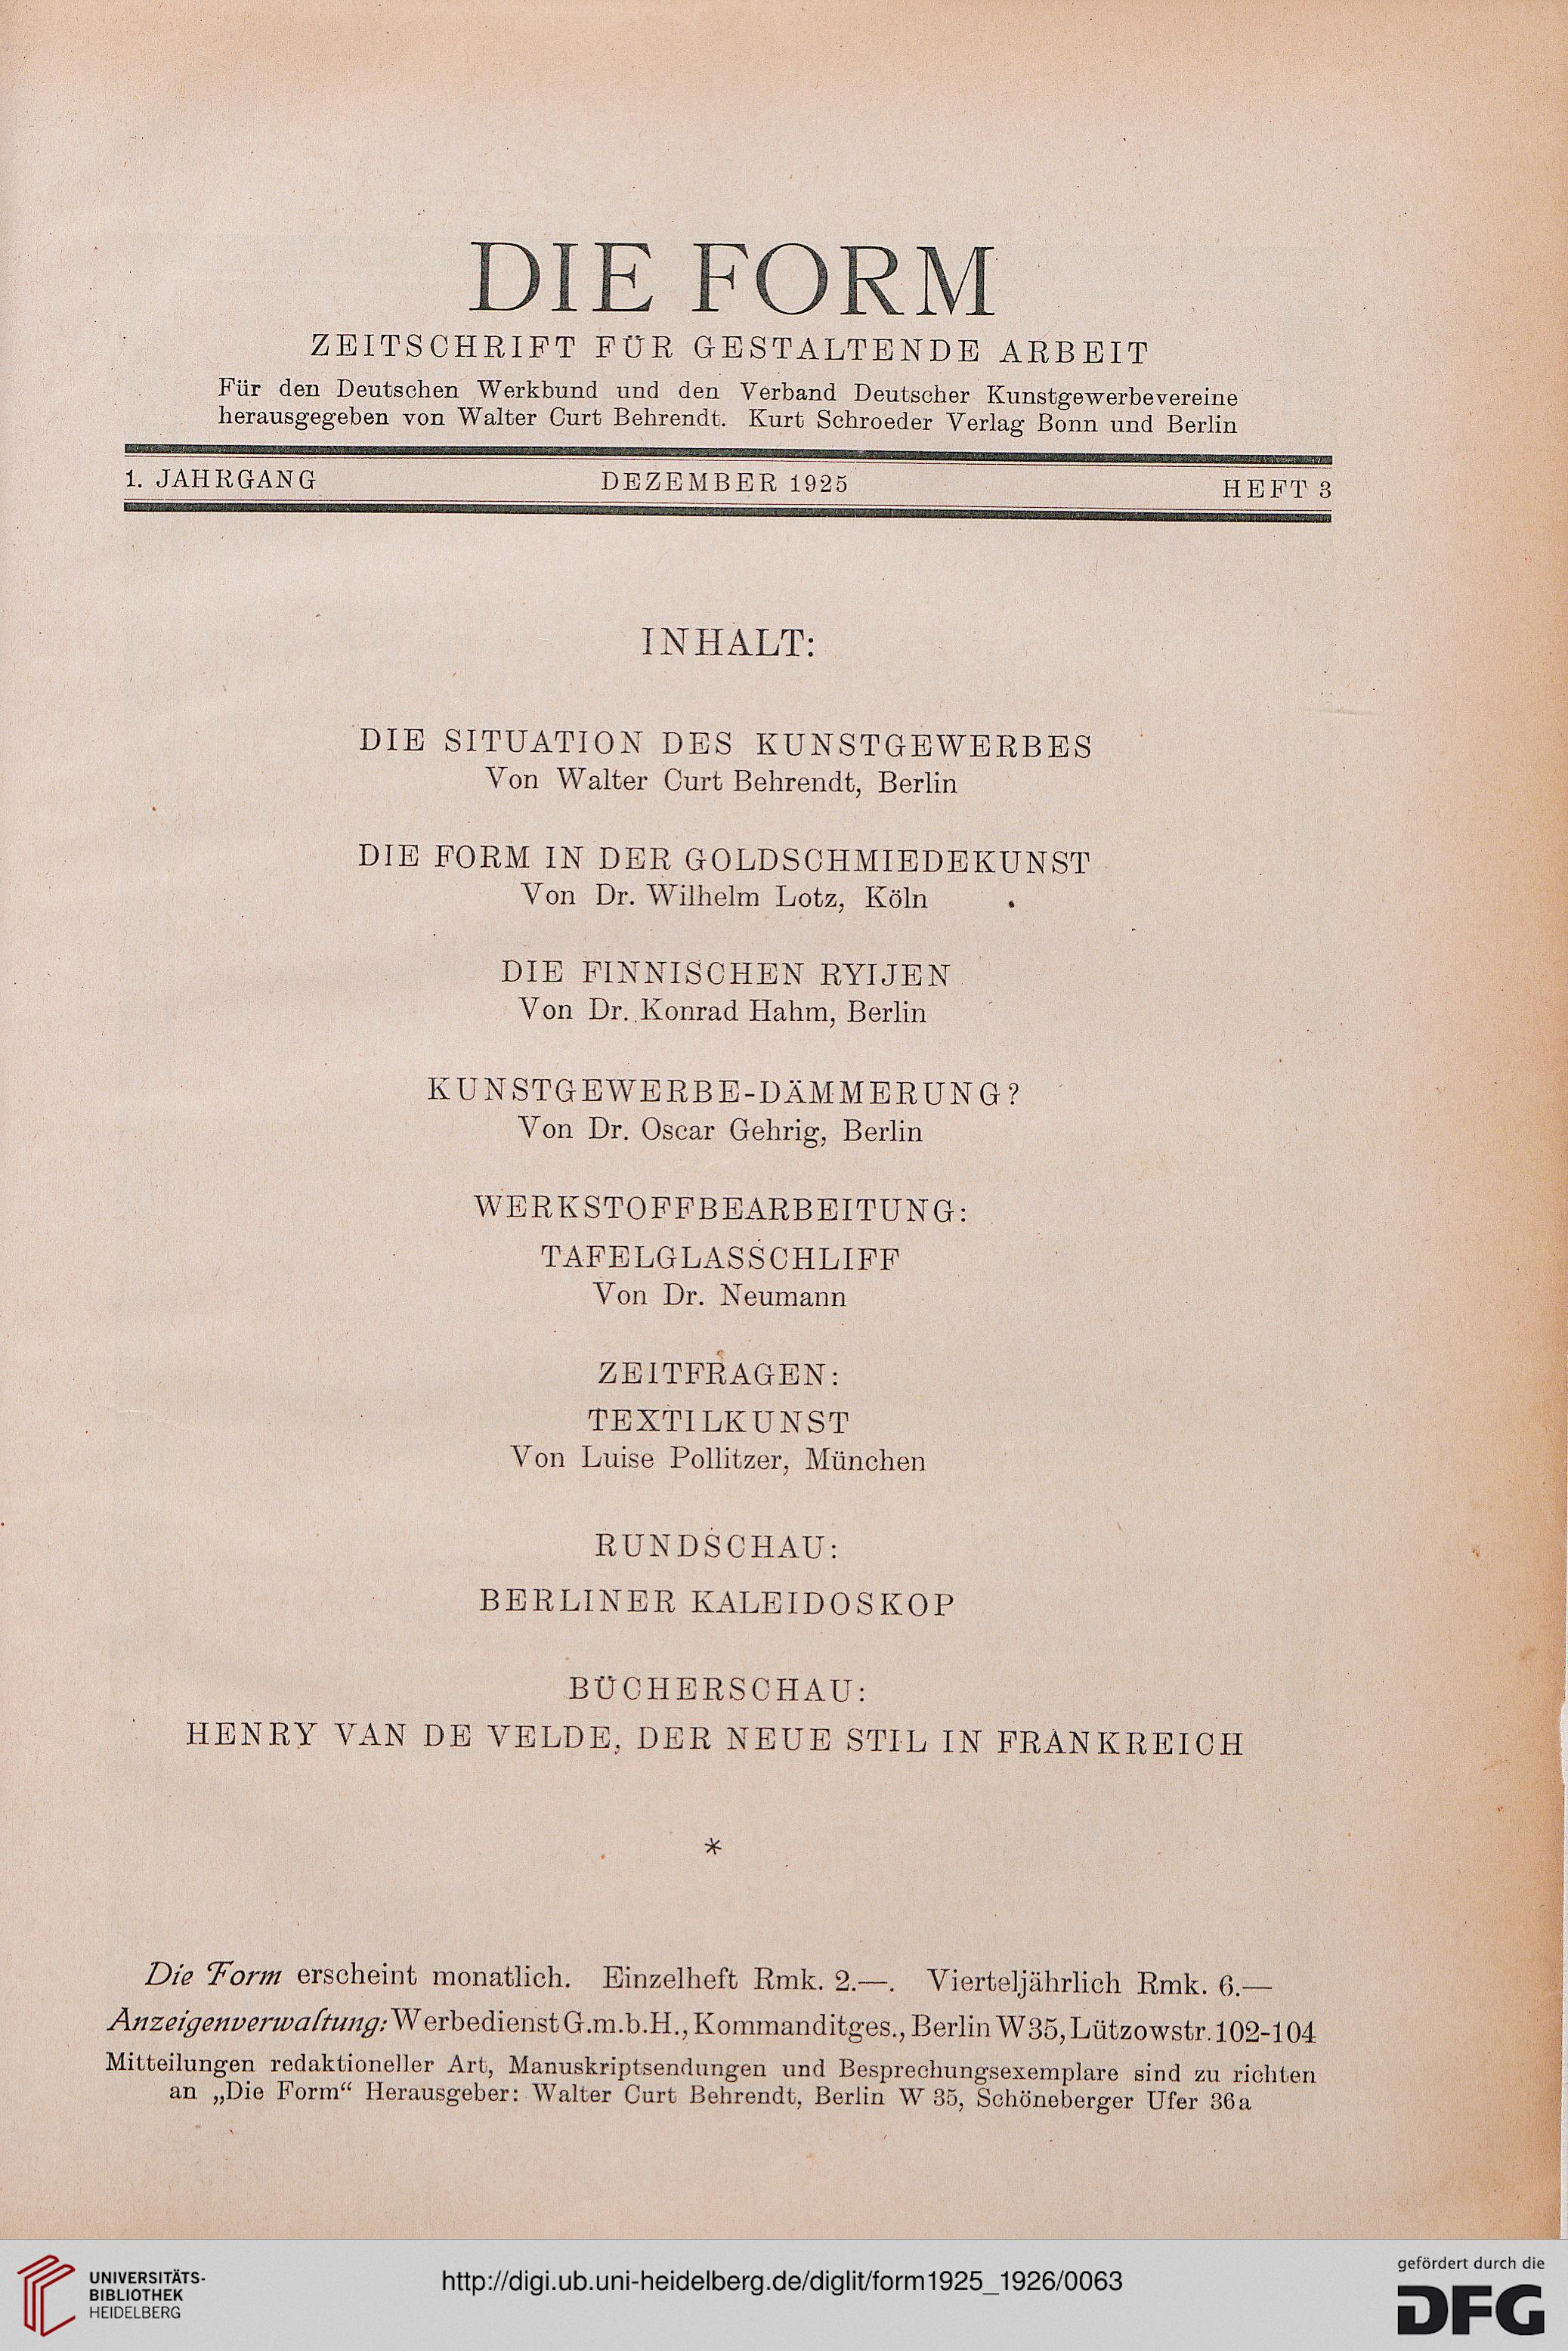 DIE FORM
ZEITSCHRIFT FÜR GESTALTENDE ARBEIT
Für den Deutschen Werkbund und den Verband Deutscher Kunstgewerbevereine
herausgegeben von Walter Curt Behrendt. Kurt Schroeder Verlag Bonn und Berlin
1. JAHRGANG DEZEMBER 1925 HEFT 3
INHALT:
DIE SITUATION DES KUNSTGEWERBES
Von Walter Curt Behrendt, Berlin
DIE FORM IN DER GOLDSCHMIEDEKUNST
Von Dr. Wilhelm Lotz, Köln
DIE FINNISCHEN RYIJEN
Von Dr. Konrad Hahm, Berlin
KUNSTGEWERBE-DÄMMERUNG?
Von Dr. Oscar Gehrig, Berlin
WERKSTOFFBEARBEITUNG:
TAFELGLASSCHLIFF
Von Dr. Neumann
ZEITFRAGEN:
TEXTILKUNST
Von Luise Pollitzer, München
RUNDSCHAU:
BERLINER KALEIDOSKOP
BÜCHERSCHAU:
HENRY VAN DE VELDE, DER NEUE STIL IN FRANKREICH
*
Die Form erscheint monatlich. Einzelheft Rmk. 2.—. Vierteljährlich Rmk. 6.—
Anzeigenverwaltung: Werbedienst G.m.b.H., Kommanditges., Berlin W35, Lützowstr. 102-104
Mitteilungen redaktioneller Art, Manuskriptsendungen und Besprechungsexemplare sind zu richten
an „Die Form“ Herausgeber: Walter Curt Behrendt, Berlin W 35, Schöneberger Ufer 36a
UNIVERSITÄTS-
BIBLIOTHEK
HEIDELBERG
http://digi.ub.uni-heidelberg.de/diglit/form1925_1926/0063
gefördert durch die
DFG